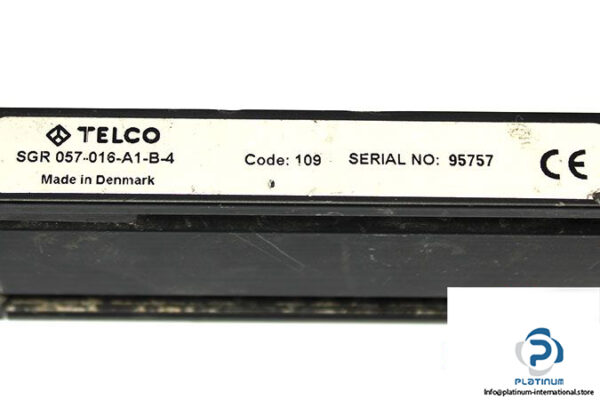 TELCO
SGR 057-016-A1-B-4 Code: 109 SERIAL NO: 95757 CE
Made in Denmark
PLATINUM
Info@platinum-international.store